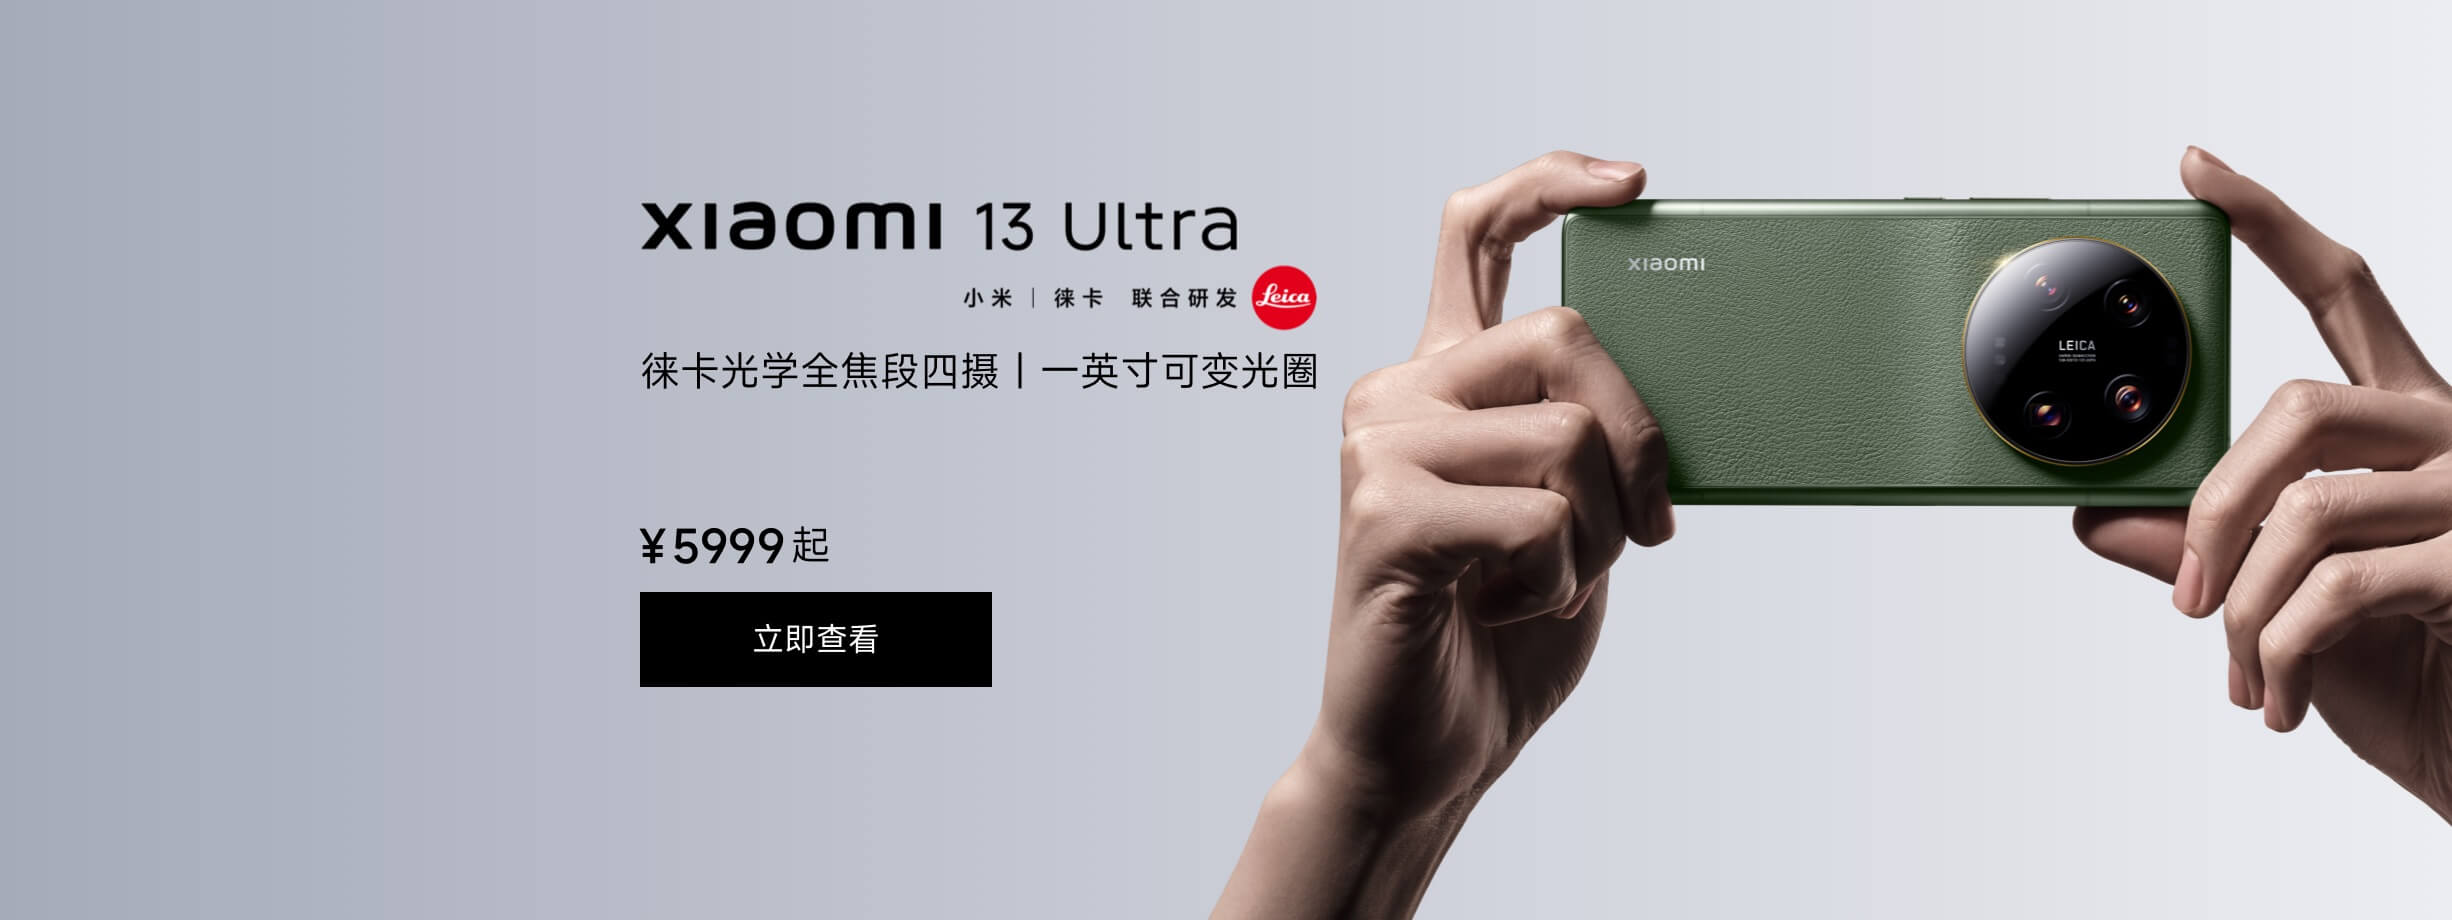 xiaomi 13 Ultra
小米 | 徕卡 联合研发 Leica
徕卡光学全焦段四摄 | 一英寸可变光圈
¥5999起
立即查看
xiaomi
LEICA